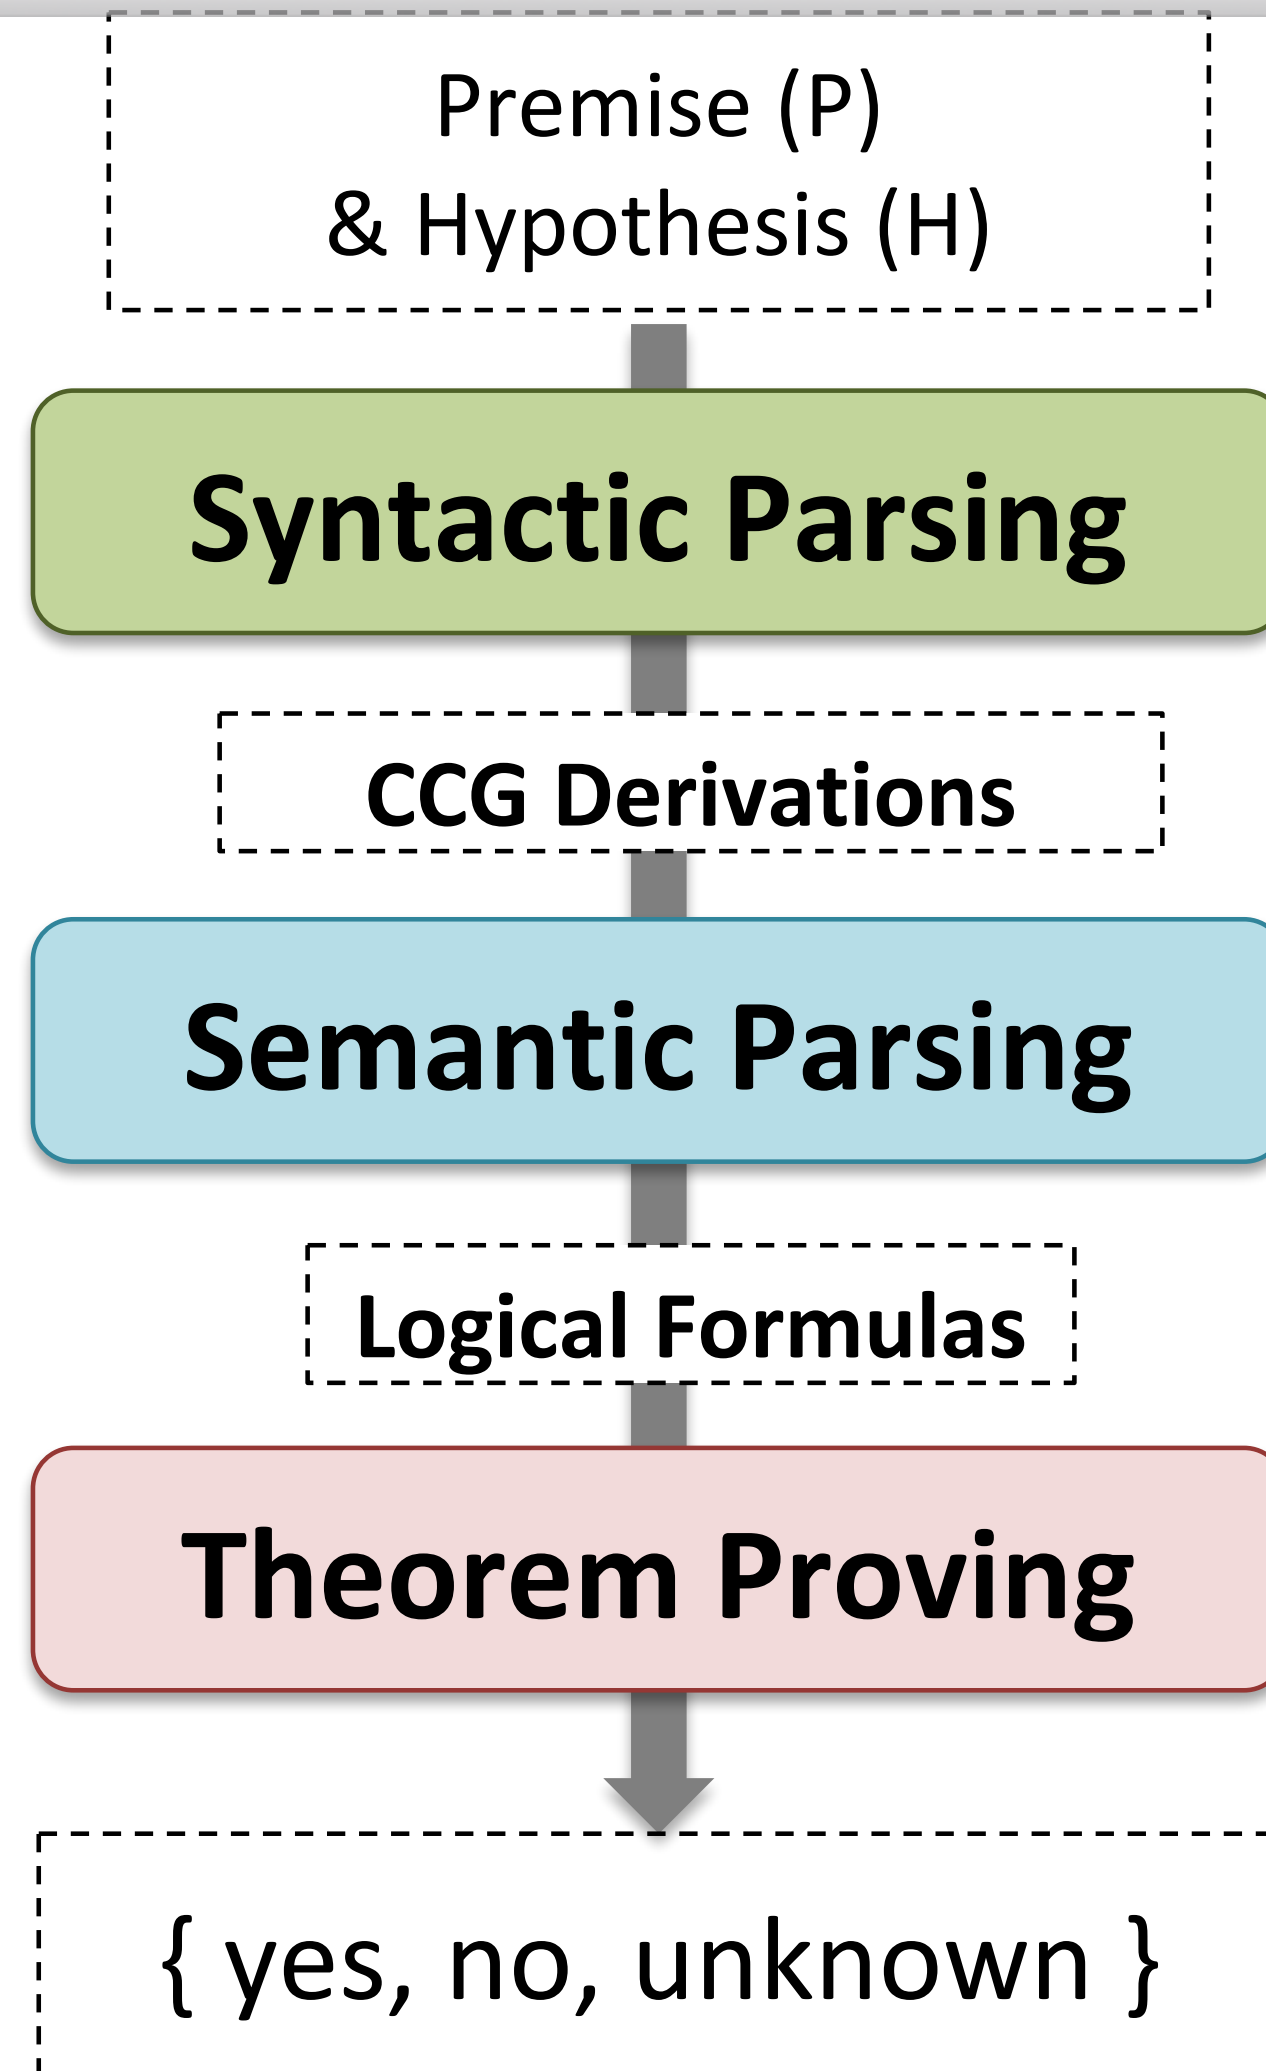 Premise (P)
& Hypothesis (H)
Syntactic Parsing
CCG Derivations
Semantic Parsing
Logical Formulas
Theorem Proving
{ yes, no, unknown }